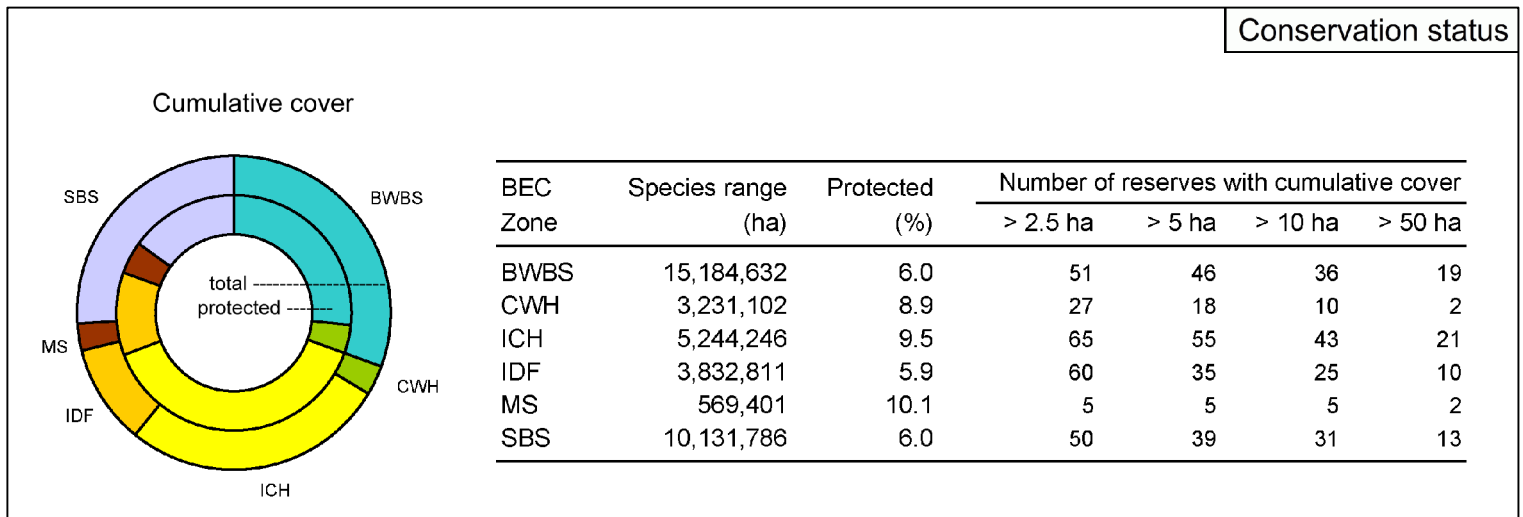 Conservation status
Cumulative cover
SBS
BWBS
total
protected
MS
CWH
IDF
ICH
BEC Zone Species range (ha) Protected (%) Number of reserves with cumulative cover
> 2.5 ha > 5 ha > 10 ha > 50 ha
BWBS 15,184,632 6.0 51 46 36 19
CWH 3,231,102 8.9 27 18 10 2
ICH 5,244,246 9.5 65 55 43 21
IDF 3,832,811 5.9 60 35 25 10
MS 569,401 10.1 5 5 5 2
SBS 10,131,786 6.0 50 39 31 13